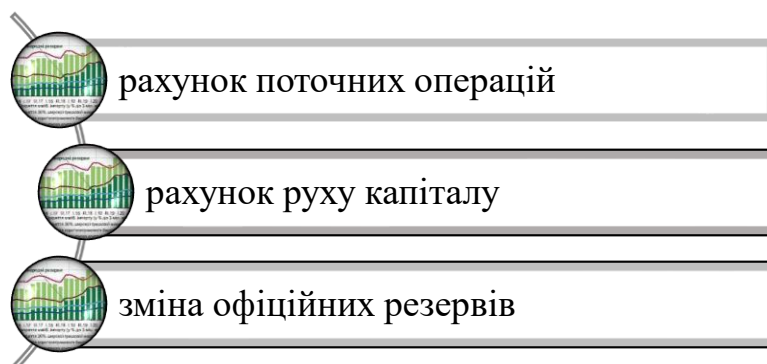 рахунок поточних операцій
рахунок руху капіталу
зміна офіційних резервів